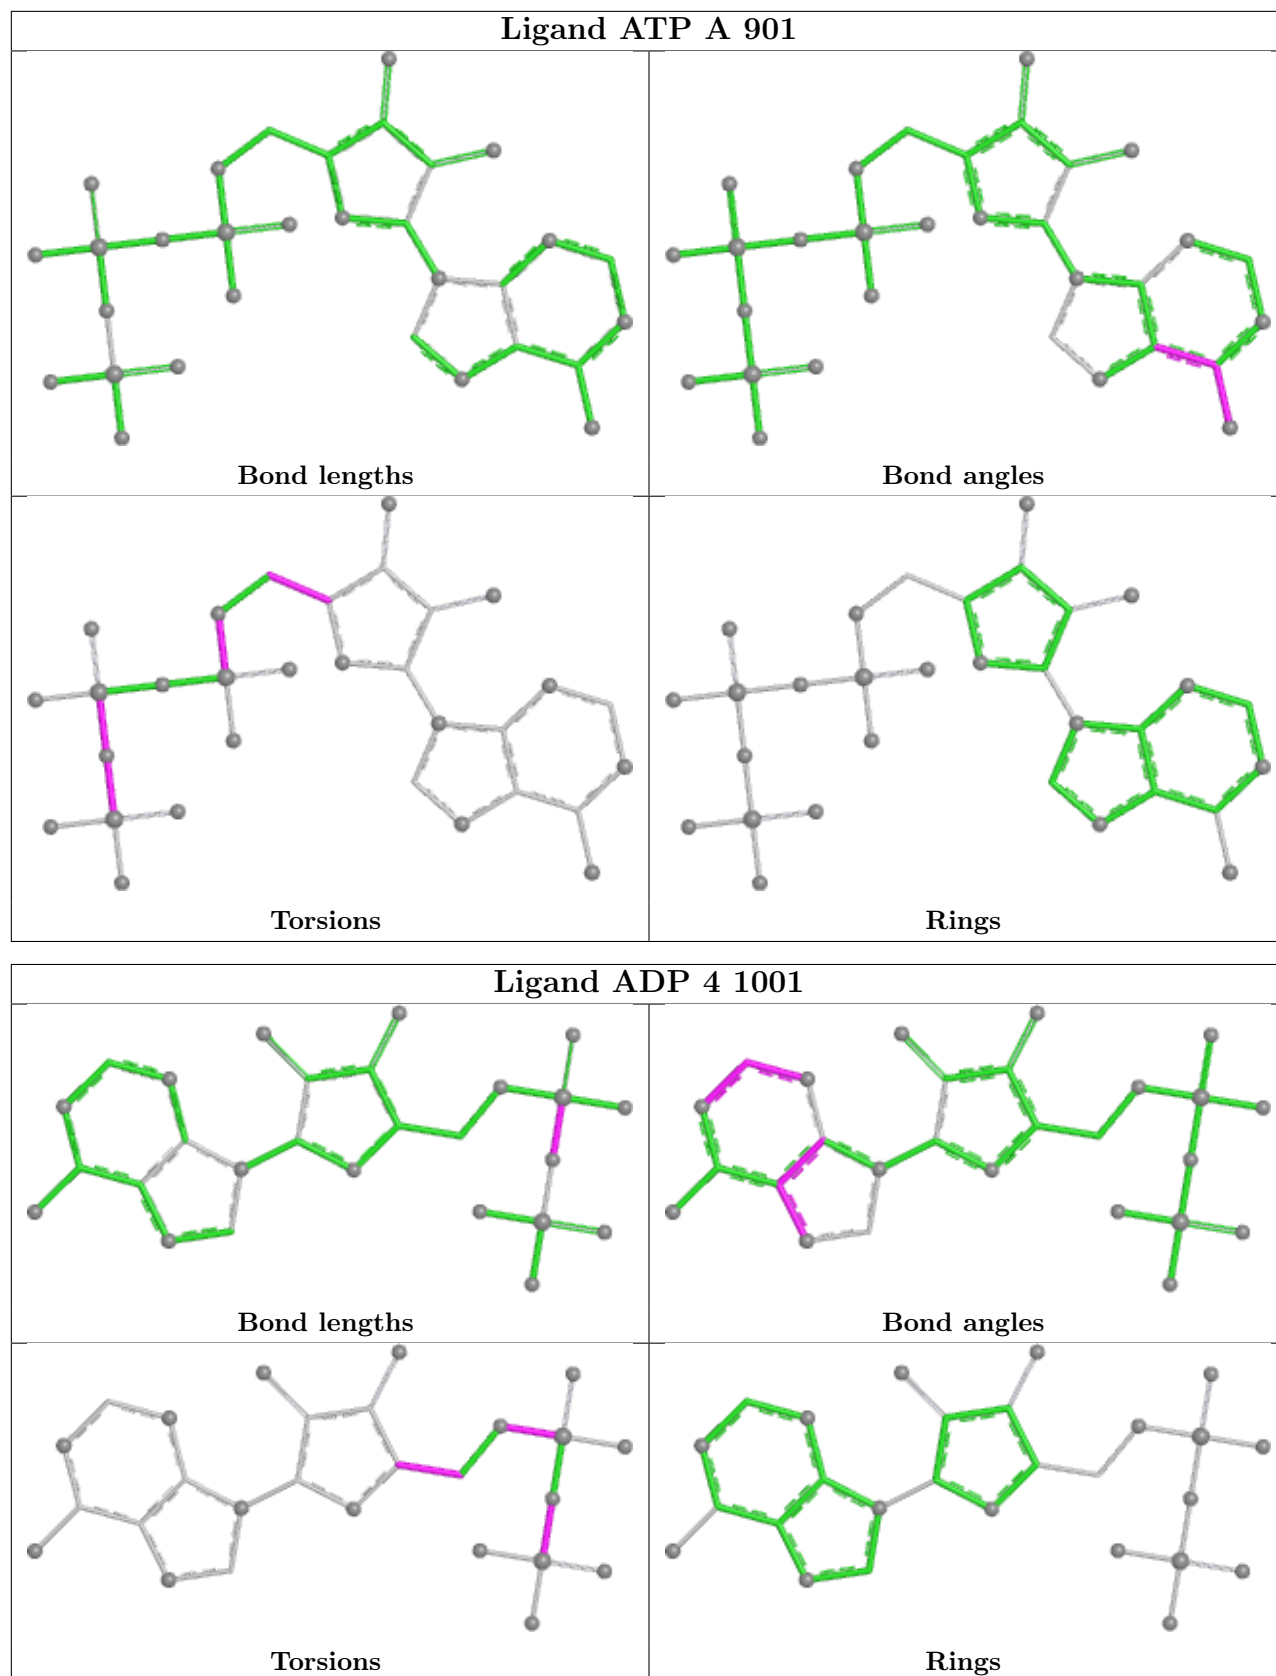 Ligand ATP A 901
Bond lengths
Bond angles
Torsions
Rings
Ligand ADP 4 1001
Bond lengths
Bond angles
Torsions
Rings